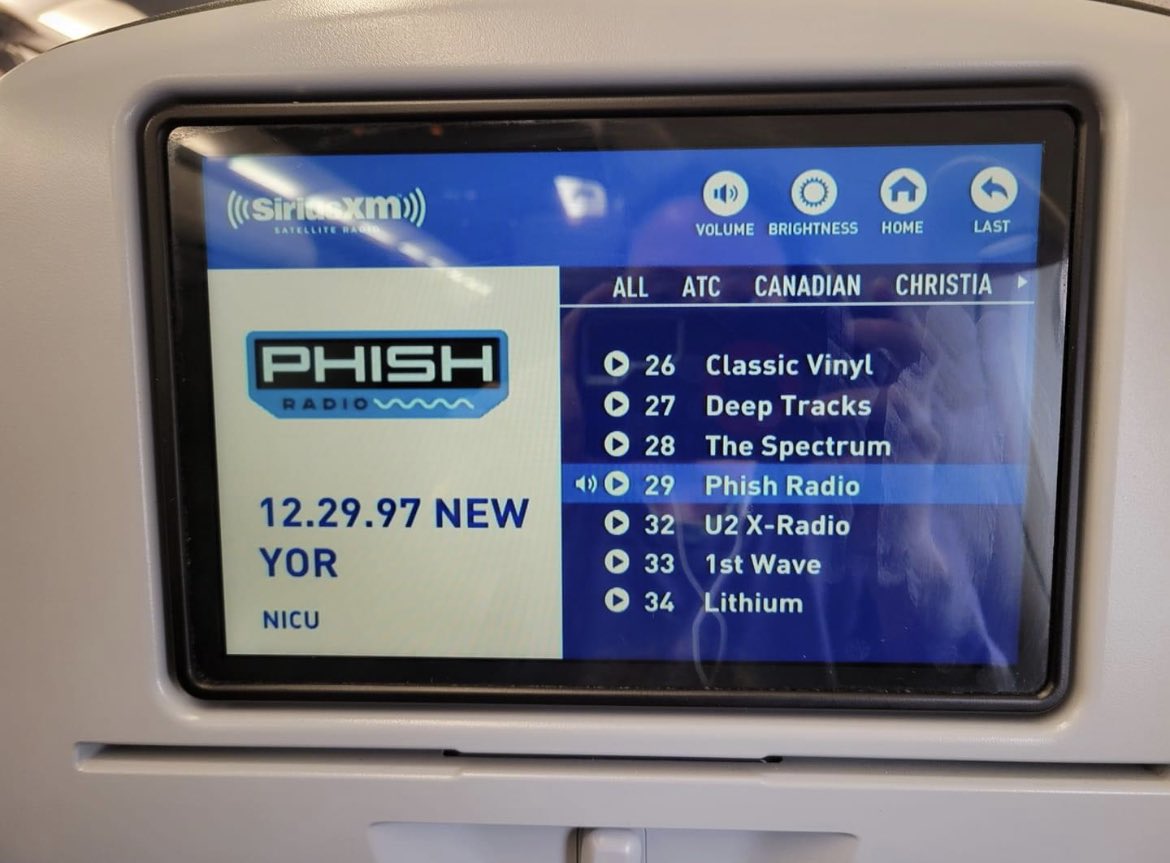 ((( SiriusXM )))
SATELLITE RADIO
VOLUME BRIGHTNESS HOME LAST
ALL ATC CANADIAN CHRISTIA
PHISH
RADIO
12.29.97 NEW
YOR
NICU
26 Classic Vinyl
27 Deep Tracks
28 The Spectrum
29 Phish Radio
32 U2 X-Radio
33 1st Wave
34 Lithium